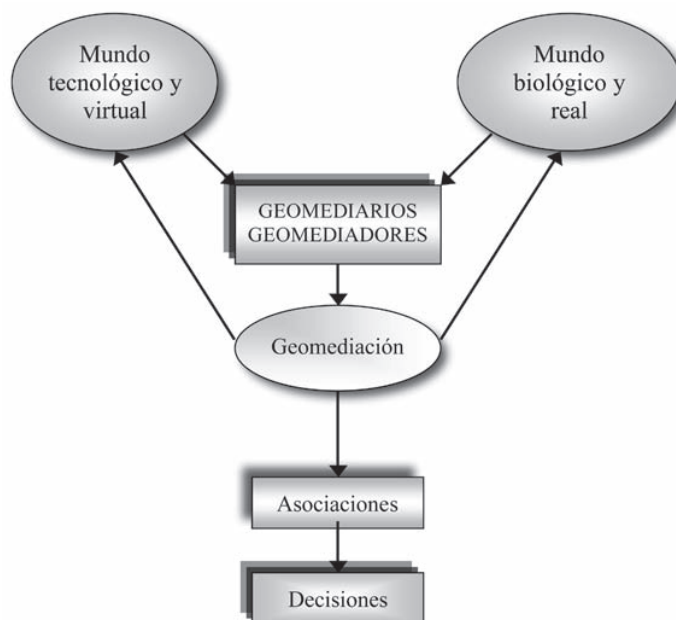 Mundo
tecnológico y
virtual
Mundo
biológico y
real
GEOMEDIARIOS
GEOMEDIADORES
Geomediación
Asociaciones
Decisiones